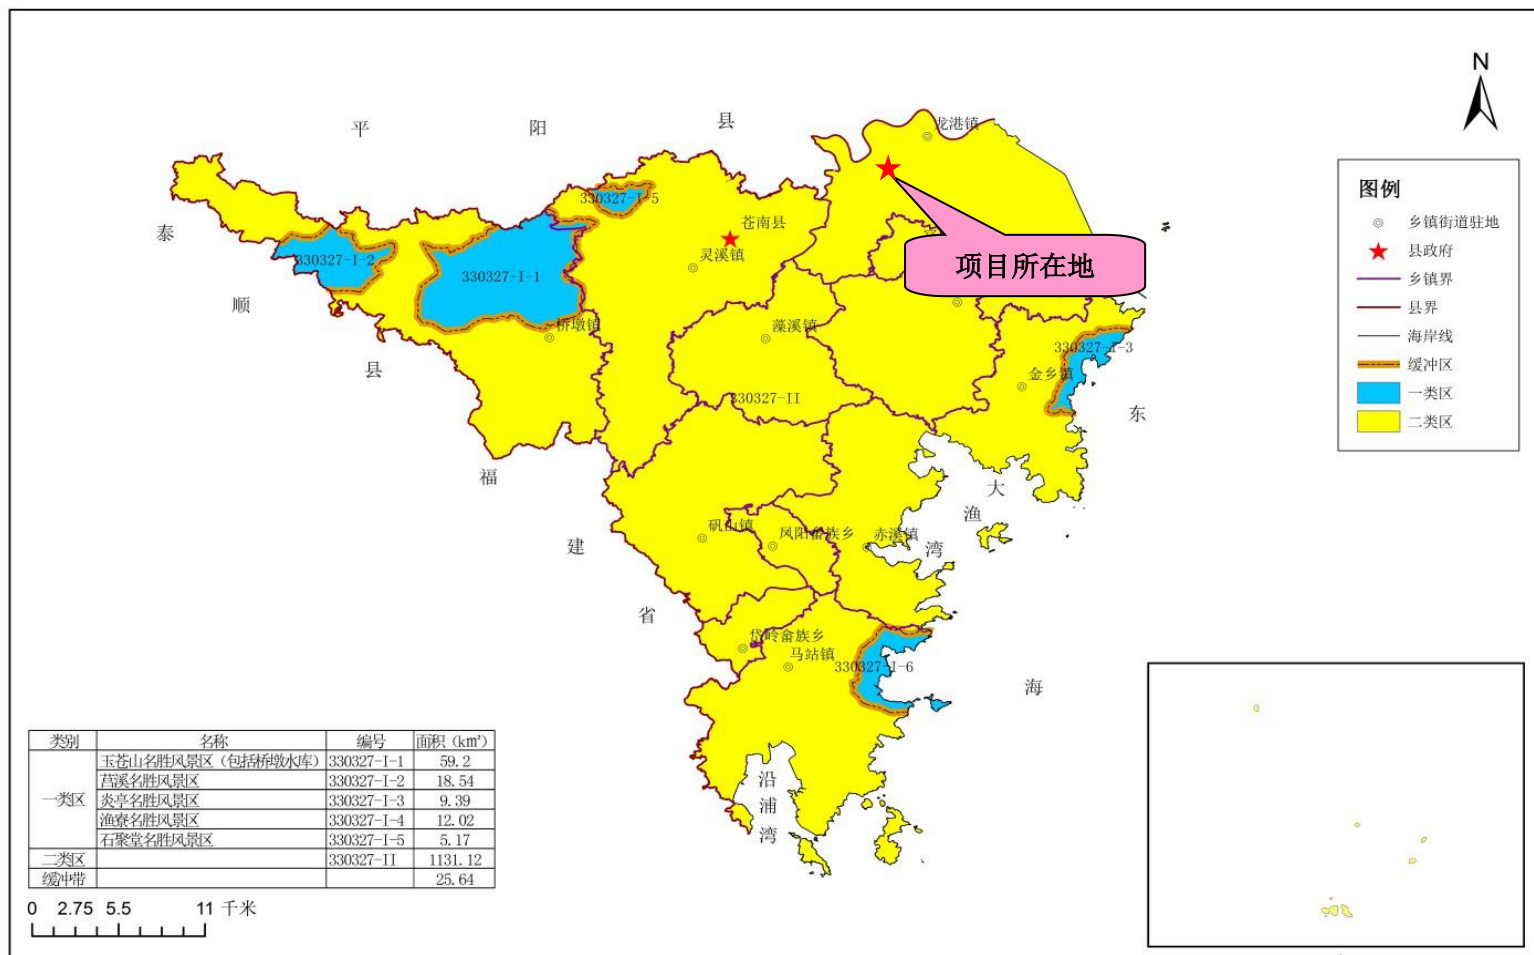 N
平
阳
县
龙港镇
泰
顺
县
330327-I-5
苍南县
灵溪镇
330327-I-2
330327-I-1
桥墩镇
藻溪镇
项目所在地
330327-I-3
金乡镇
330327-II
东
福
建
省
矾山镇
凤阳畲族乡
赤溪镇
大
渔
湾
岱岭畲族乡
马站镇
330327-I-6
海
沿
浦
湾
图例
乡镇街道驻地
县政府
乡镇界
县界
海岸线
缓冲区
一类区
二类区
类别 名称 编号 面积（km²）
一类区
玉苍山名胜风景区（包括桥墩水库） 330327-I-1 59.2
莒溪名胜风景区 330327-I-2 18.54
炎亭名胜风景区 330327-I-3 9.39
渔寮名胜风景区 330327-I-4 12.02
石聚堂名胜风景区 330327-I-5 5.17
二类区 330327-II 1131.12
缓冲带 25.64
0 2.75 5.5 11 千米